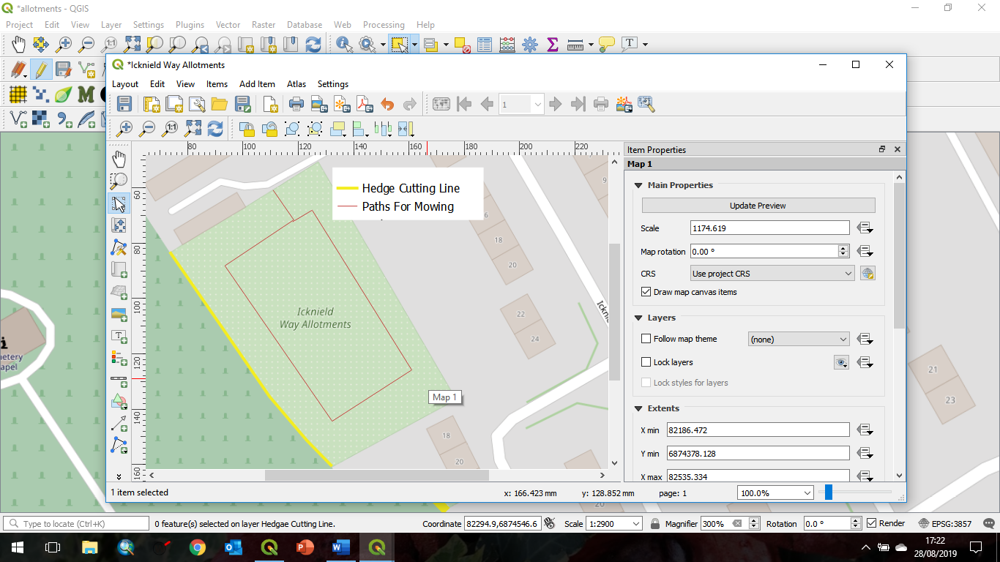 *allotments - QGIS
Project Edit View Layer Settings Plugins Vector Raster Database Web Processing Help
*Icknield Way Allotments
Layout Edit View Items Add Item Atlas Settings
1
80 100 120 140 160 180 200 220
60
80
100
120
140
160
Hedge Cutting Line
Paths For Mowing
9
6
18
20
22
24
Icknield
Way Allotments
Ickni
Map 1
18
20
Item Properties
Map 1
Main Properties
Update Preview
Scale 1174.619
Map rotation 0.00 °
CRS Use project CRS
Draw map canvas items
Layers
Follow map theme (none)
Lock layers
Lock styles for layers
Extents
X min 82186.472
Y min 6874378.128
X max 82535.334
1 item selected x: 166.423 mm y: 128.852 mm page: 1 100.0%
netery
apel
21
23
20
Type to locate (Ctrl+K) 0 feature(s) selected on layer Hedgae Cutting Line. Coordinate 82294.9,6874546.6 Scale 1:2900 Magnifier 300% Rotation 0.0 ° Render EPSG:3857
17:22
28/08/2019